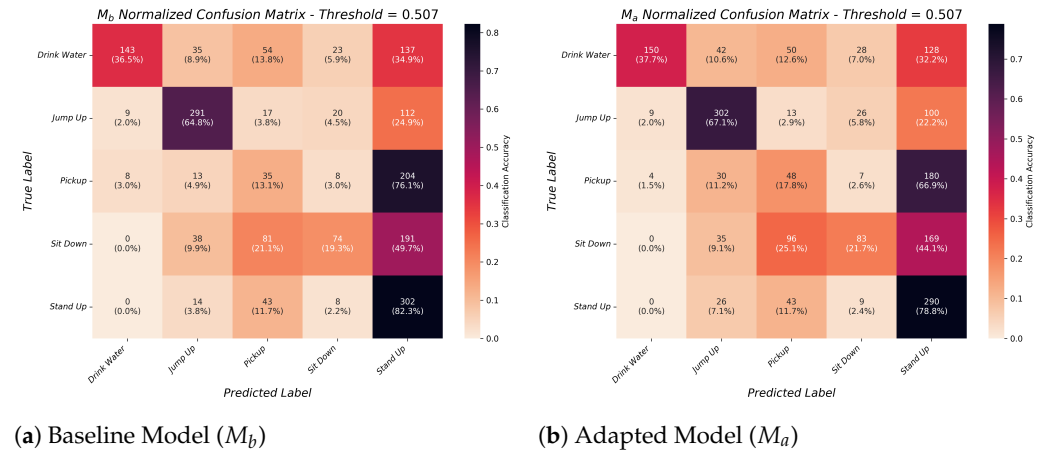 M_b Normalized Confusion Matrix - Threshold = 0.507
True Label
Drink Water 143 35 54 23 137
(36.5%) (8.9%) (13.8%) (5.9%) (34.9%)
Jump Up 9 291 17 20 112
(2.0%) (64.8%) (3.8%) (4.5%) (24.9%)
Pickup 8 13 35 8 204
(3.0%) (4.9%) (13.1%) (3.0%) (76.1%)
Sit Down 0 38 81 74 191
(0.0%) (9.9%) (21.1%) (19.3%) (49.7%)
Stand Up 0 14 43 8 302
(0.0%) (3.8%) (11.7%) (2.2%) (82.3%)
Drink Water Jump Up Pickup Sit Down Stand Up
Predicted Label
0.8
0.7
0.6
0.5
0.4
0.3
0.2
0.1
0.0
Classification Accuracy
(a) Baseline Model (M_b)
M_a Normalized Confusion Matrix - Threshold = 0.507
True Label
Drink Water 150 42 50 28 128
(37.7%) (10.6%) (12.6%) (7.0%) (32.2%)
Jump Up 9 302 13 26 100
(2.0%) (67.1%) (2.9%) (5.8%) (22.2%)
Pickup 4 30 48 7 180
(1.5%) (11.2%) (17.8%) (2.6%) (66.9%)
Sit Down 0 35 96 83 169
(0.0%) (9.1%) (25.1%) (21.7%) (44.1%)
Stand Up 0 26 43 9 290
(0.0%) (7.1%) (11.7%) (2.4%) (78.8%)
Drink Water Jump Up Pickup Sit Down Stand Up
Predicted Label
0.7
0.6
0.5
0.4
0.3
0.2
0.1
0.0
Classification Accuracy
(b) Adapted Model (M_a)